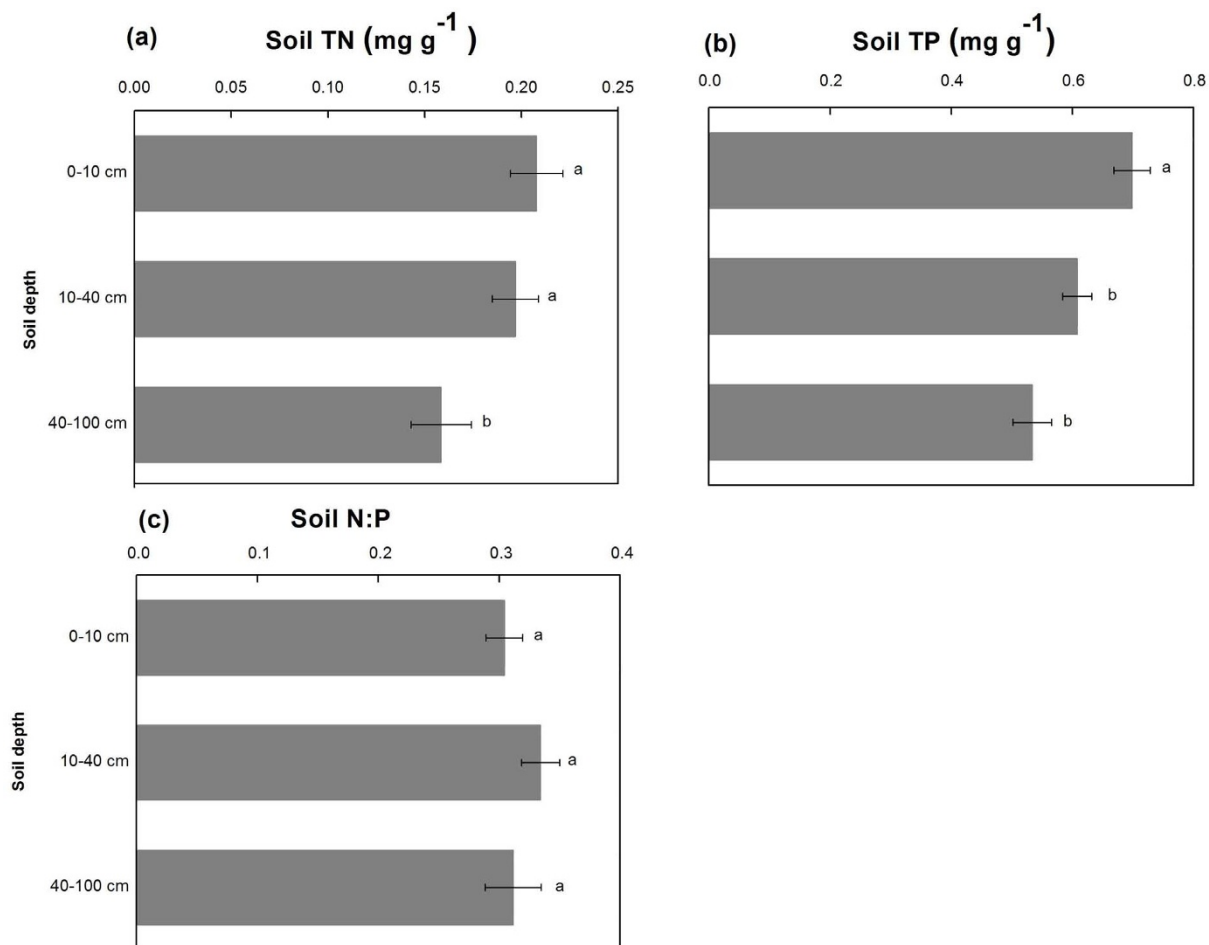 (a) Soil TN (mg g⁻¹)
0.00 0.05 0.10 0.15 0.20 0.25
0-10 cm a
10-40 cm a
40-100 cm b
Soil depth
(b) Soil TP (mg g⁻¹)
0.0 0.2 0.4 0.6 0.8
a
b
b
(c) Soil N:P
0.0 0.1 0.2 0.3 0.4
0-10 cm a
10-40 cm a
40-100 cm a
Soil depth